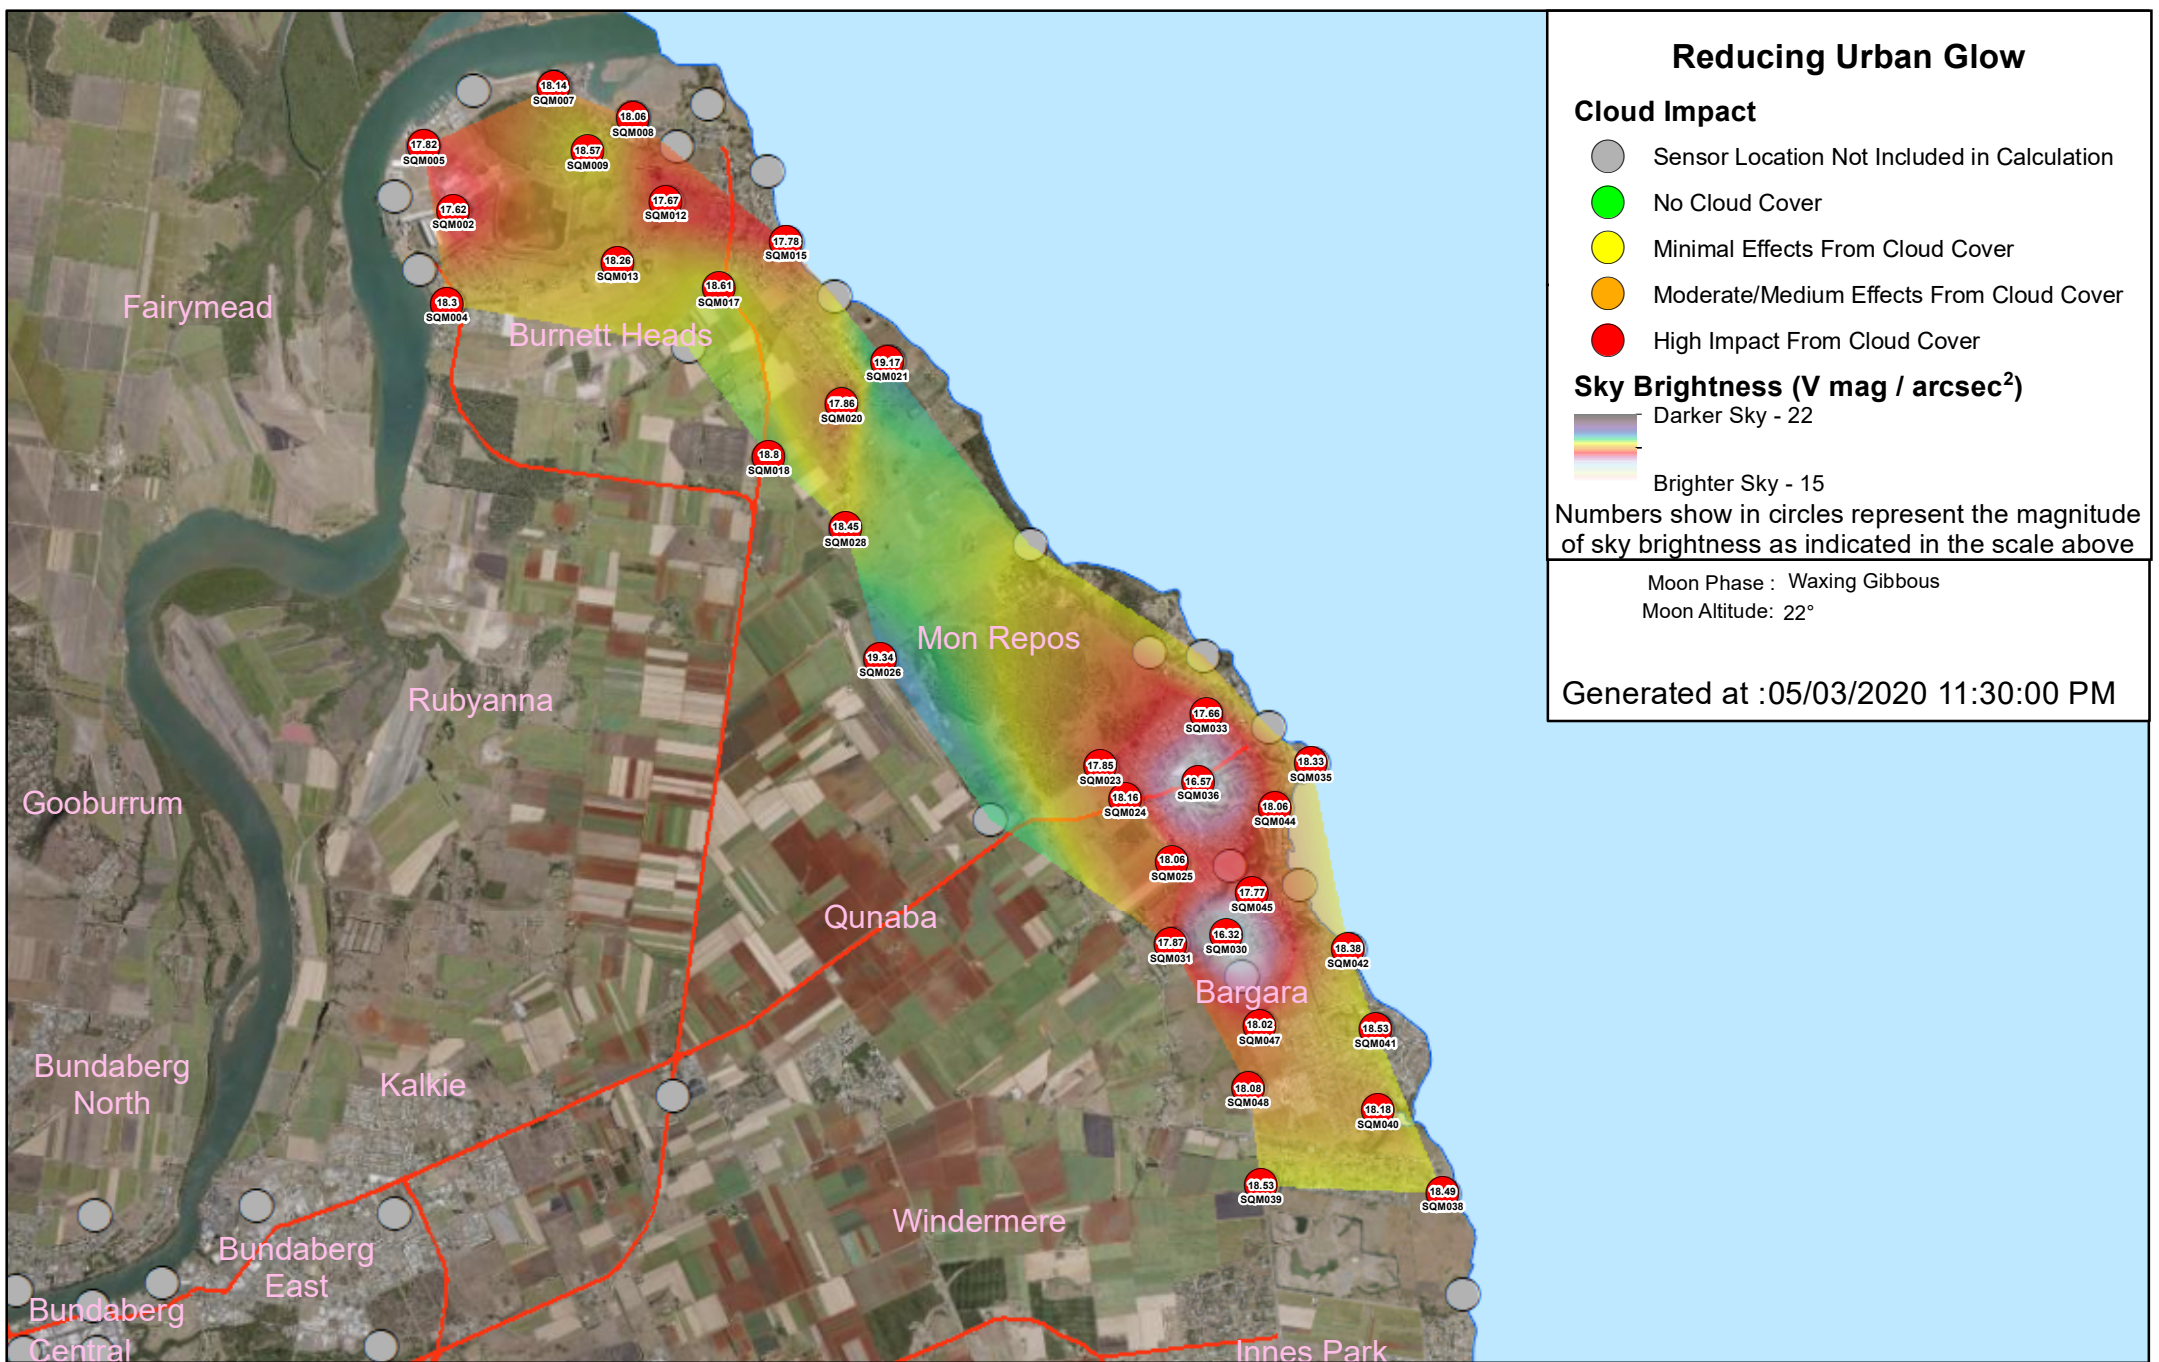 Reducing Urban Glow
Cloud Impact
Sensor Location Not Included in Calculation
No Cloud Cover
Minimal Effects From Cloud Cover
Moderate/Medium Effects From Cloud Cover
High Impact From Cloud Cover
Sky Brightness (V mag / arcsec²)
Darker Sky - 22
Brighter Sky - 15
Numbers show in circles represent the magnitude
of sky brightness as indicated in the scale above
Moon Phase : Waxing Gibbous
Moon Altitude: 22°
Generated at :05/03/2020 11:30:00 PM
18.14
SQM007
18.06
SQM008
17.82
SQM005
18.57
SQM009
17.62
SQM002
17.67
SQM012
17.78
SQM015
18.26
SQM013
18.61
SQM017
18.3
SQM004
Fairymead
Burnett Heads
19.17
SQM021
17.86
SQM020
18.8
SQM018
18.45
SQM028
Mon Repos
19.34
SQM026
Rubyanna
17.66
SQM033
17.85
SQM023
16.57
SQM036
18.33
SQM035
18.16
SQM024
18.06
SQM044
Gooburrum
18.06
SQM025
17.77
SQM045
Qunaba
16.32
SQM030
17.87
SQM031
18.38
SQM042
Bargara
18.02
SQM047
18.53
SQM041
Bundaberg
North
Kalkie
18.08
SQM048
18.18
SQM040
18.53
SQM039
18.49
SQM038
Windermere
Bundaberg
East
Bundaberg
Central
Innes Park